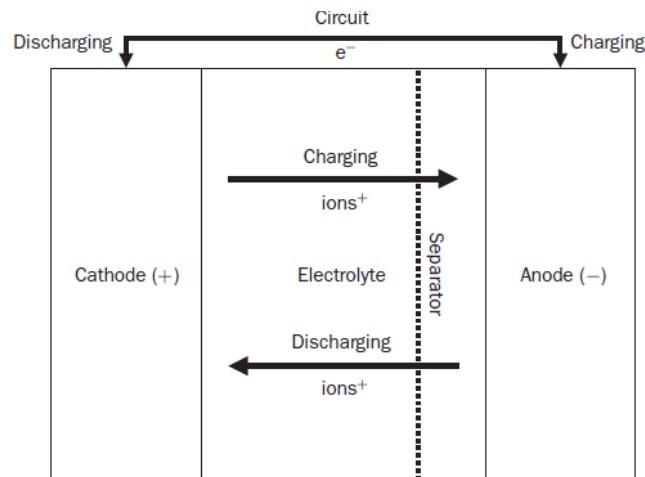 Circuit
Discharging
Charging
e⁻
Charging
ions⁺
Separator
Cathode (+)
Electrolyte
Anode (−)
Discharging
ions⁺